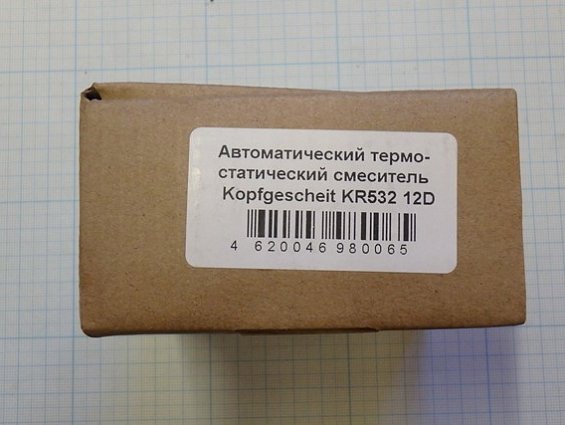 Автоматический термо-
статический смеситель
Kopfgescheit KR532 12D
4 620046 980065